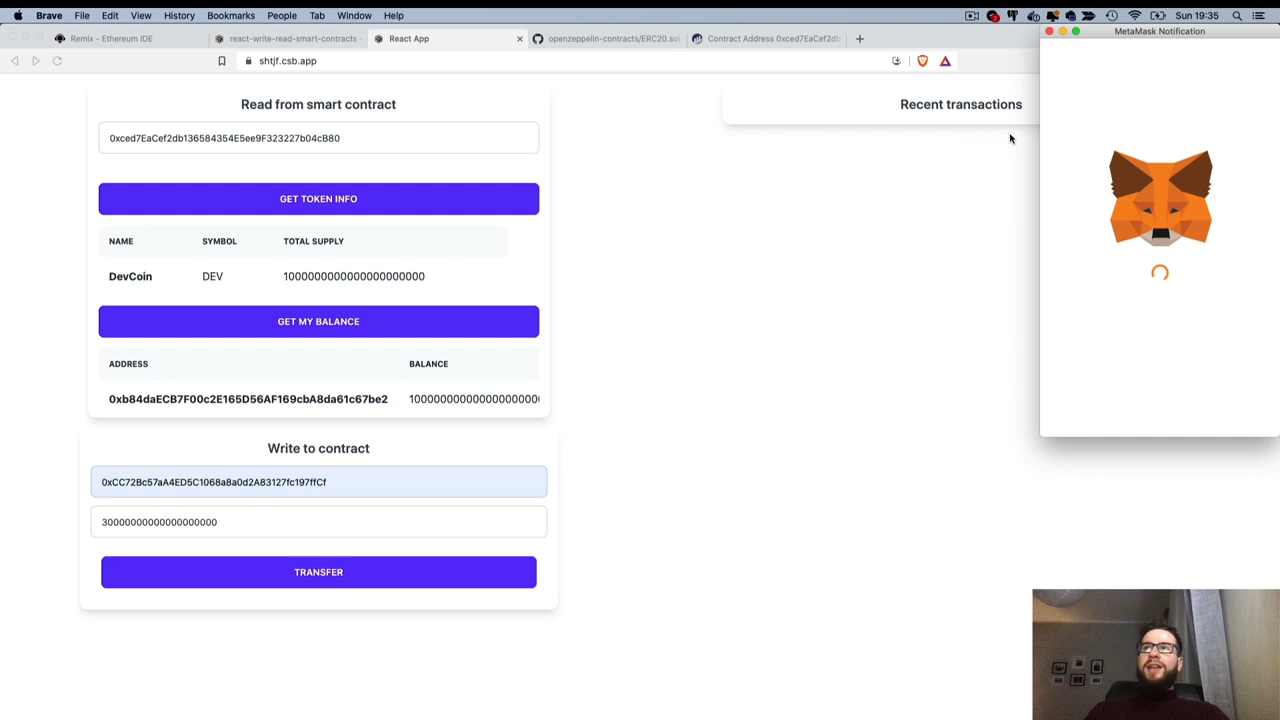 Brave File Edit View History Bookmarks People Tab Window Help Sun 19:35
Remix - Ethereum IDE
react-write-read-smart-contracts -
React App
openzeppelin-contracts/ERC20.sol
Contract Address 0xced7EaCef2db
MetaMask Notification
shtjf.csb.app
Read from smart contract
0xced7EaCef2db136584354E5ee9F323227b04cB80
GET TOKEN INFO
NAME SYMBOL TOTAL SUPPLY
DevCoin DEV 1000000000000000000000
GET MY BALANCE
ADDRESS BALANCE
0xb84daECB7F00c2E165D56AF169cbA8da61c67be2
Write to contract
0xCC72Bc57aA4ED5C1068a8a0d2A83127fc197ffCf
30000000000000000000
TRANSFER
Recent transactions